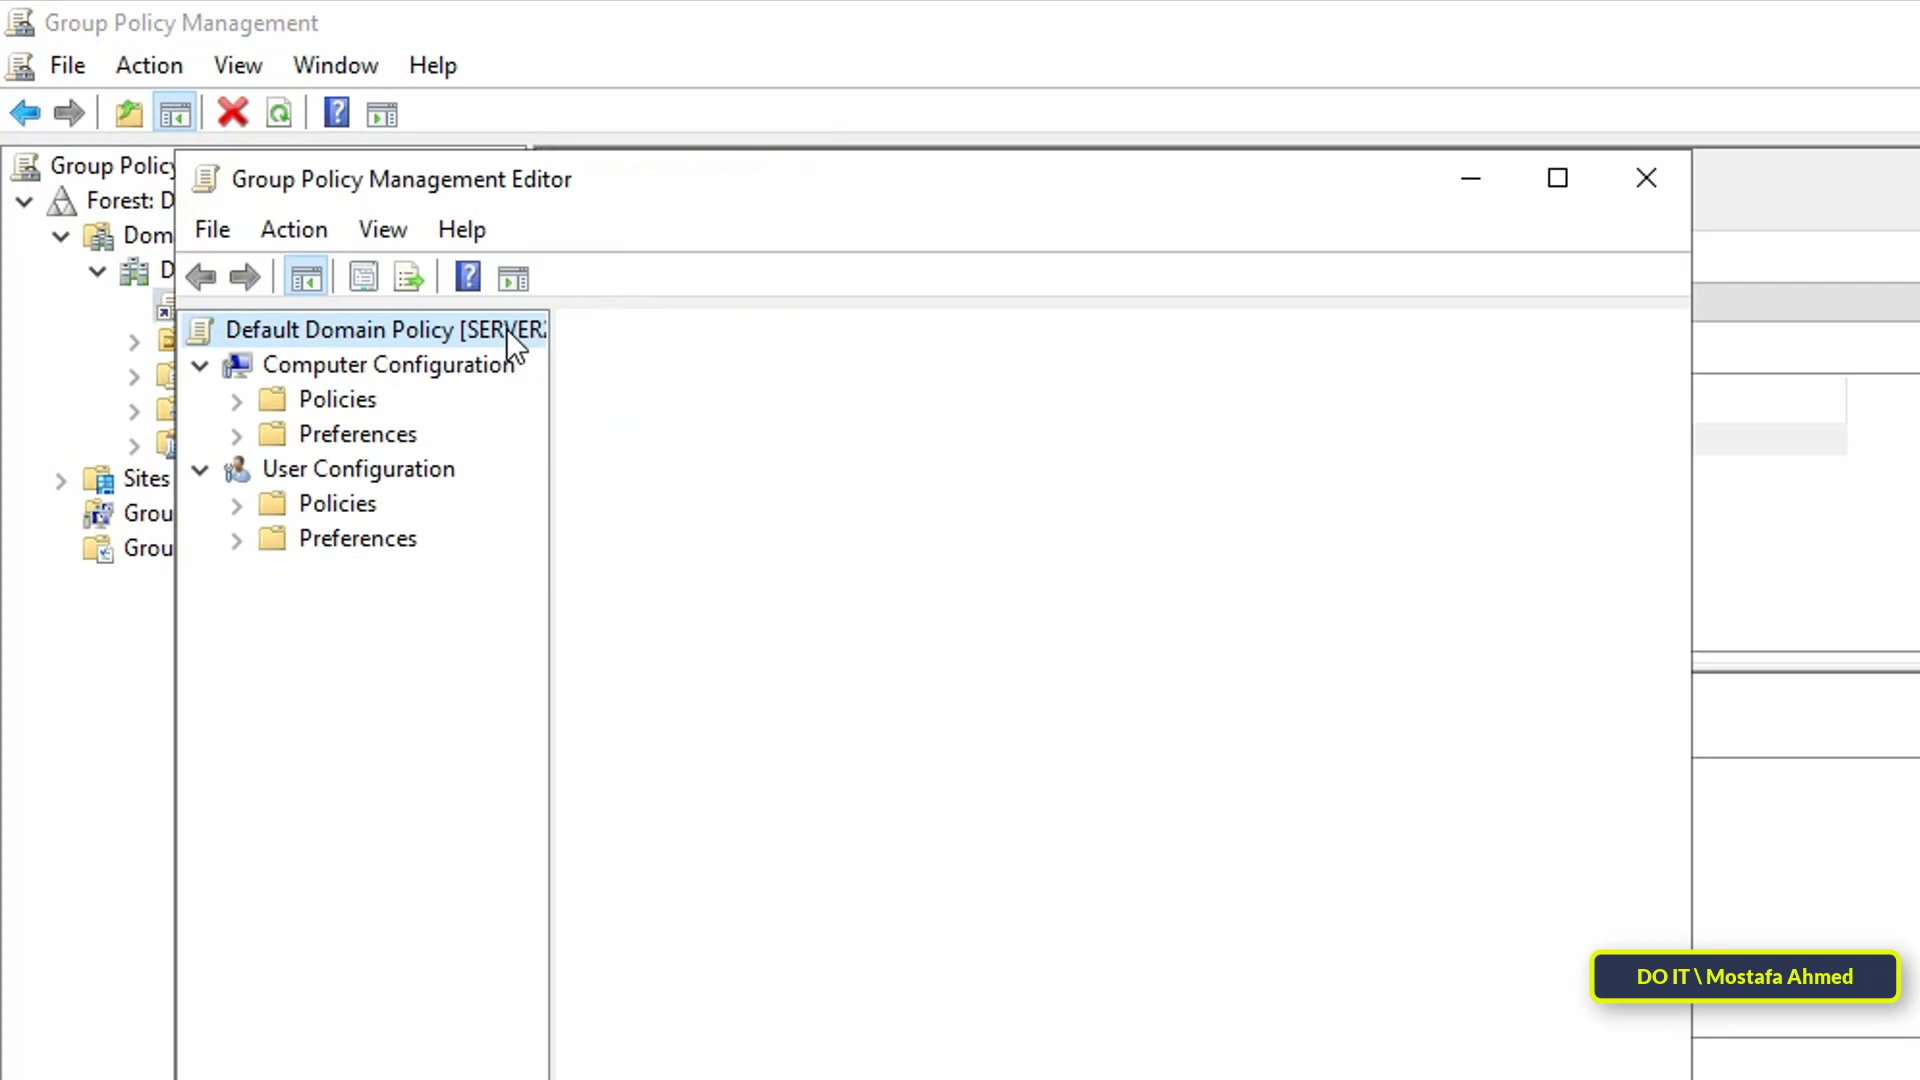 Group Policy Management
File Action View Window Help
Group Policy
Forest: D
Dom
D
Sites
Grou
Grou
Group Policy Management Editor
File Action View Help
Default Domain Policy [SERVER2
Computer Configuration
Policies
Preferences
User Configuration
Policies
Preferences
DO IT \ Mostafa Ahmed